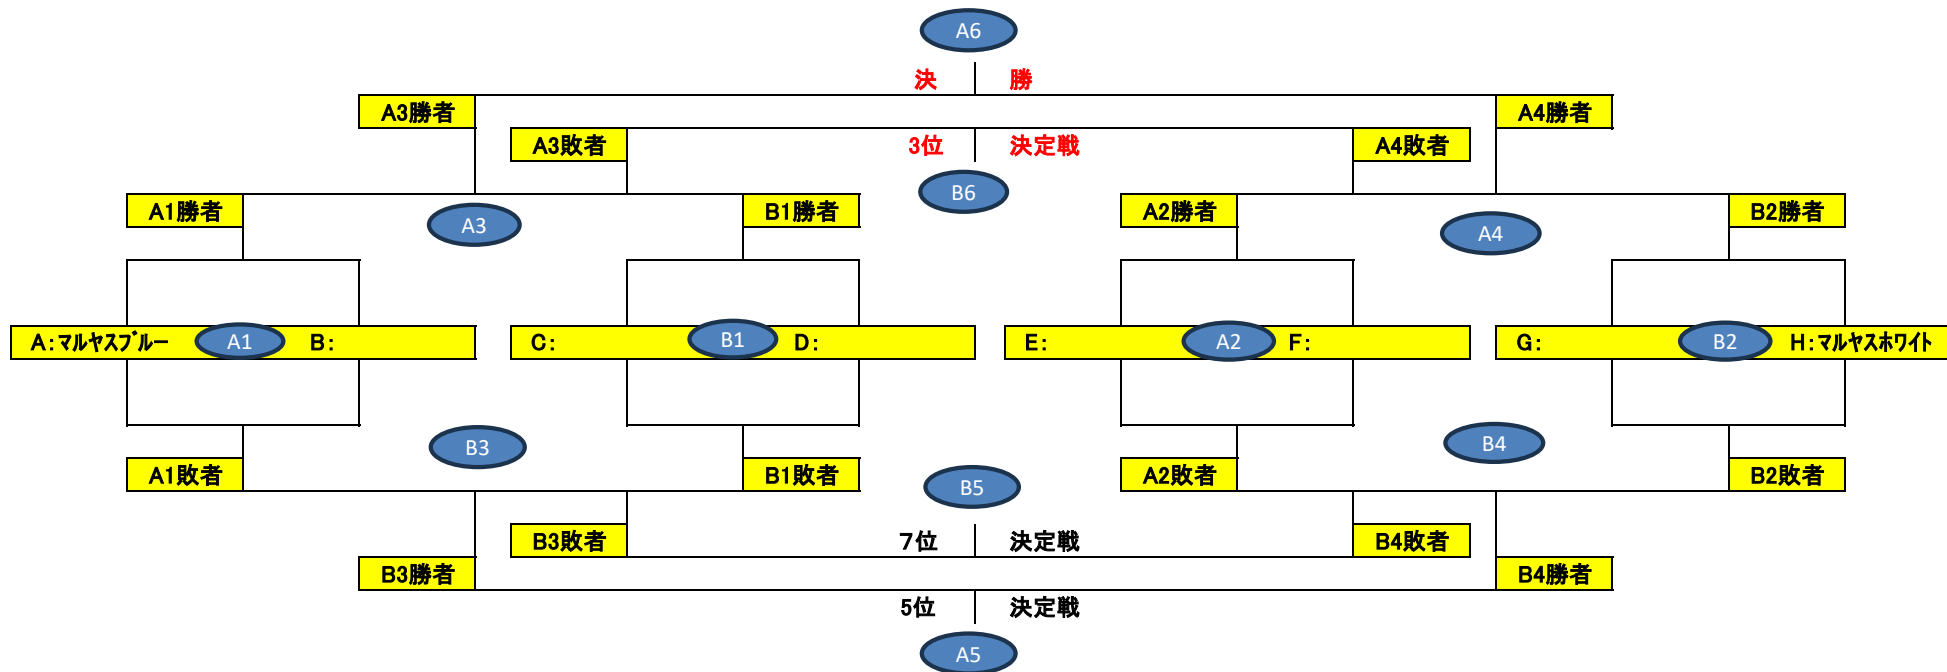 A6
決 勝
A3勝者 A4勝者
A3敗者 3位 決定戦 A4敗者
B6
A1勝者 B1勝者 A2勝者 B2勝者
A3 A4
A:マルヤスブルー A1 B: C: B1 D: E: A2 F: G: B2 H:マルヤスホワイト
B3 B4
A1敗者 B1敗者 A2敗者 B2敗者
B5
B3敗者 7位 決定戦 B4敗者
B3勝者 B4勝者
5位 決定戦
A5